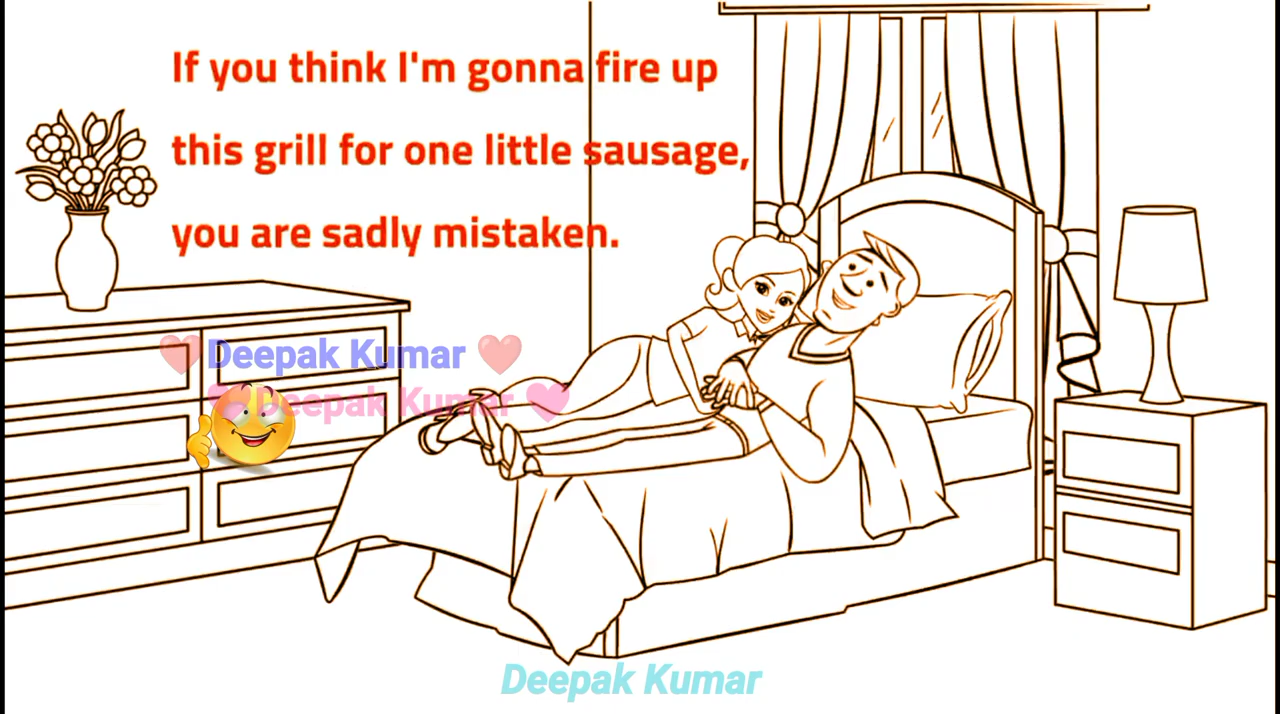 If you think I'm gonna fire up
this grill for one little sausage,
you are sadly mistaken.
Deepak Kumar
Deepak Kumar
Deepak Kumar